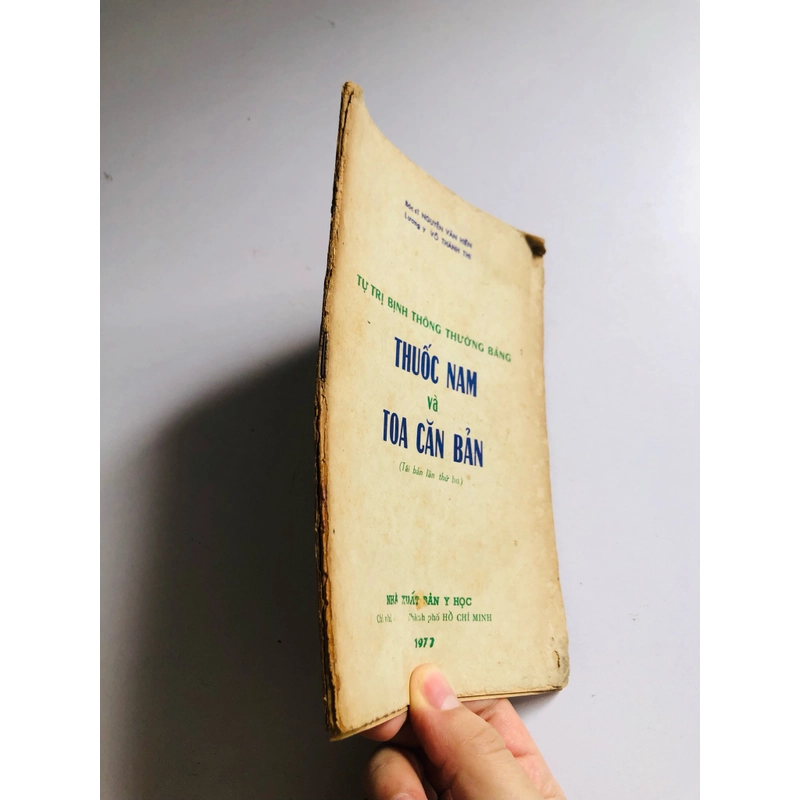 Bác sĩ NGUYỄN VĂN HIỀN
Lương y VÕ THÀNH THI
TỰ TRỊ BỊNH THÔNG THƯỜNG BẰNG
THUỐC NAM
và
TOA CĂN BẢN
(Tái bản lần thứ ba)
NHÀ XUẤT BẢN Y HỌC
Thành phố HỒ CHÍ MINH
1977